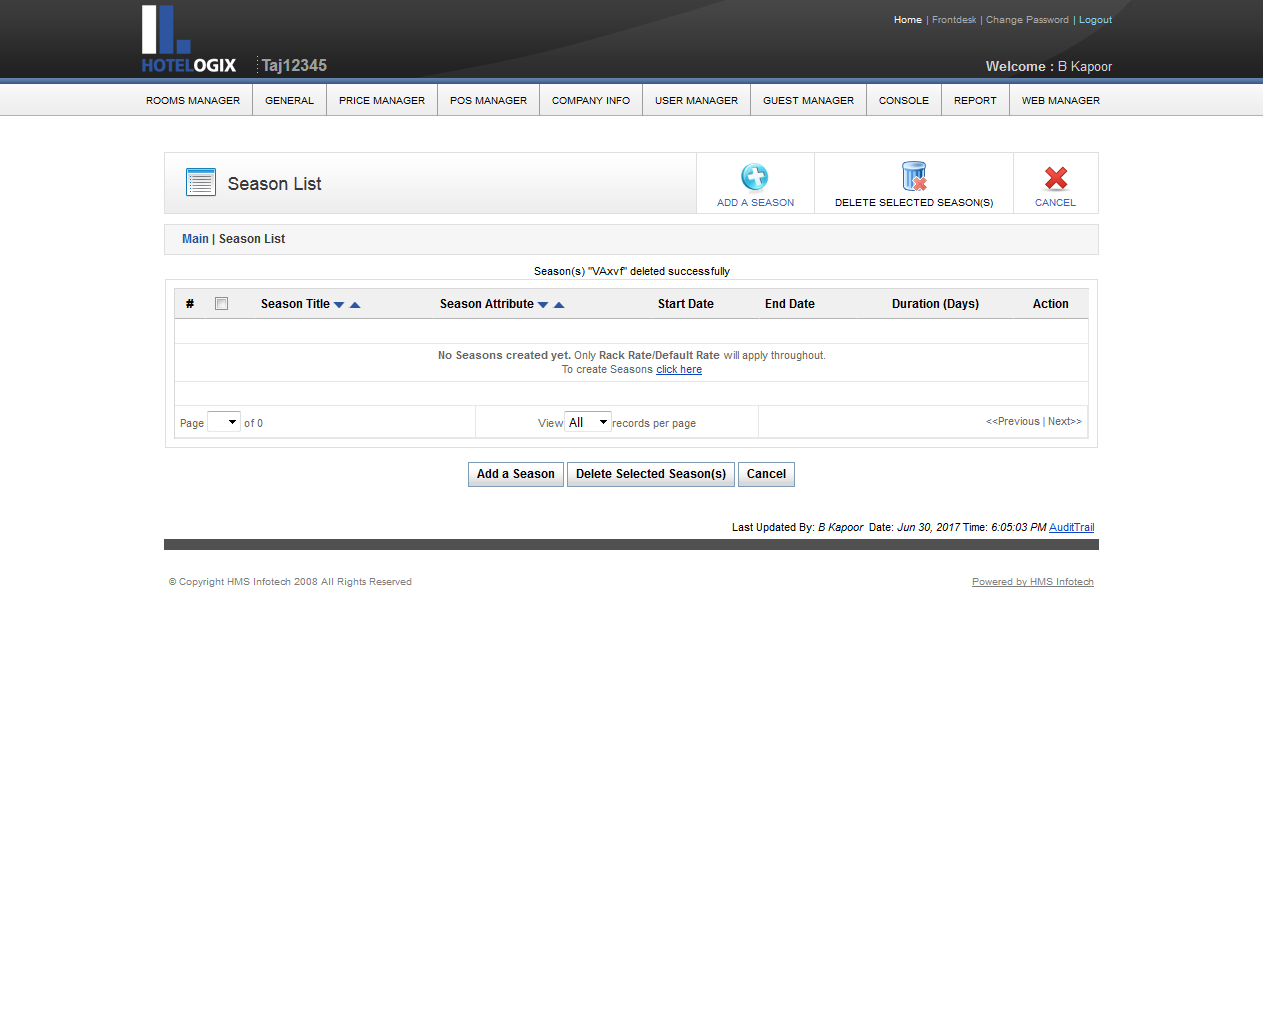 Home | Frontdesk | Change Password | Logout
HOTELOGIX Taj12345
Welcome : B Kapoor
ROOMS MANAGER GENERAL PRICE MANAGER POS MANAGER COMPANY INFO USER MANAGER GUEST MANAGER CONSOLE REPORT WEB MANAGER
Season List
ADD A SEASON DELETE SELECTED SEASON(S) CANCEL
Main | Season List
Season(s) "VAxvf" deleted successfully
# Season Title Season Attribute Start Date End Date Duration (Days) Action
No Seasons created yet. Only Rack Rate/Default Rate will apply throughout.
To create Seasons click here
Page of 0 View All records per page <<Previous | Next>>
Add a Season Delete Selected Season(s) Cancel
Last Updated By: B Kapoor Date: Jun 30, 2017 Time: 6:05:03 PM AuditTrail
© Copyright HMS Infotech 2008 All Rights Reserved Powered by HMS Infotech